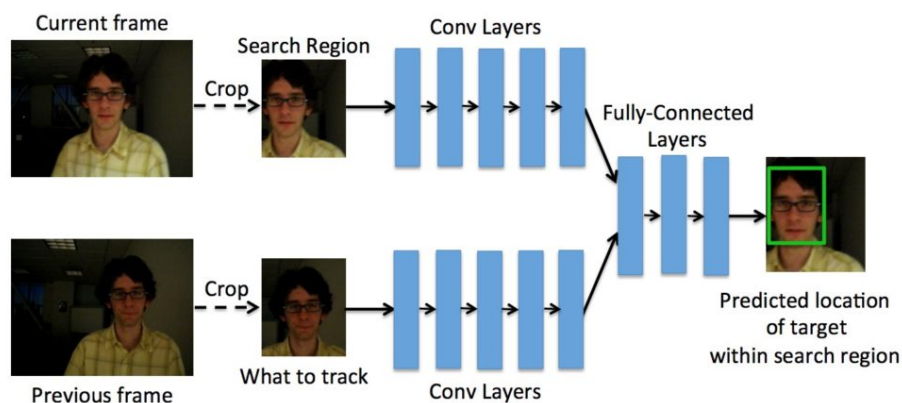 Current frame
Search Region
Crop
Conv Layers
Fully-Connected
Layers
Crop
Previous frame
What to track
Conv Layers
Predicted location
of target
within search region